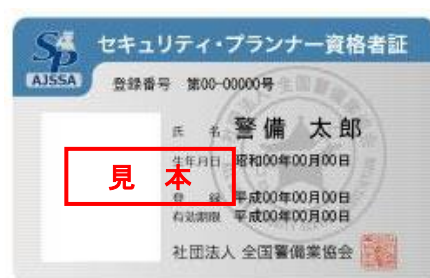 SP
AJSSA
セキュリティ・プランナー資格者証
登録番号 第00-00000号
氏 名 警備 太郎
生年月日 昭和00年00月00日
見本
登 録 平成00年00月00日
有効期限 平成00年00月00日
社団法人 全国警備業協会